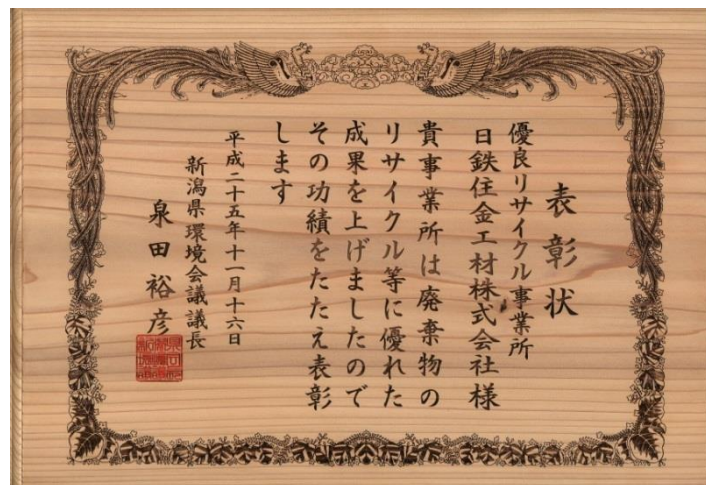 表彰状
優良リサイクル事業所
日鉄住金工材株式会社様
貴事業所は廃棄物の
リサイクル等に優れた
成果を上げましたので
その功績をたたえ表彰
します
平成二十五年十一月十六日
新潟県環境会議議長
泉田裕彦